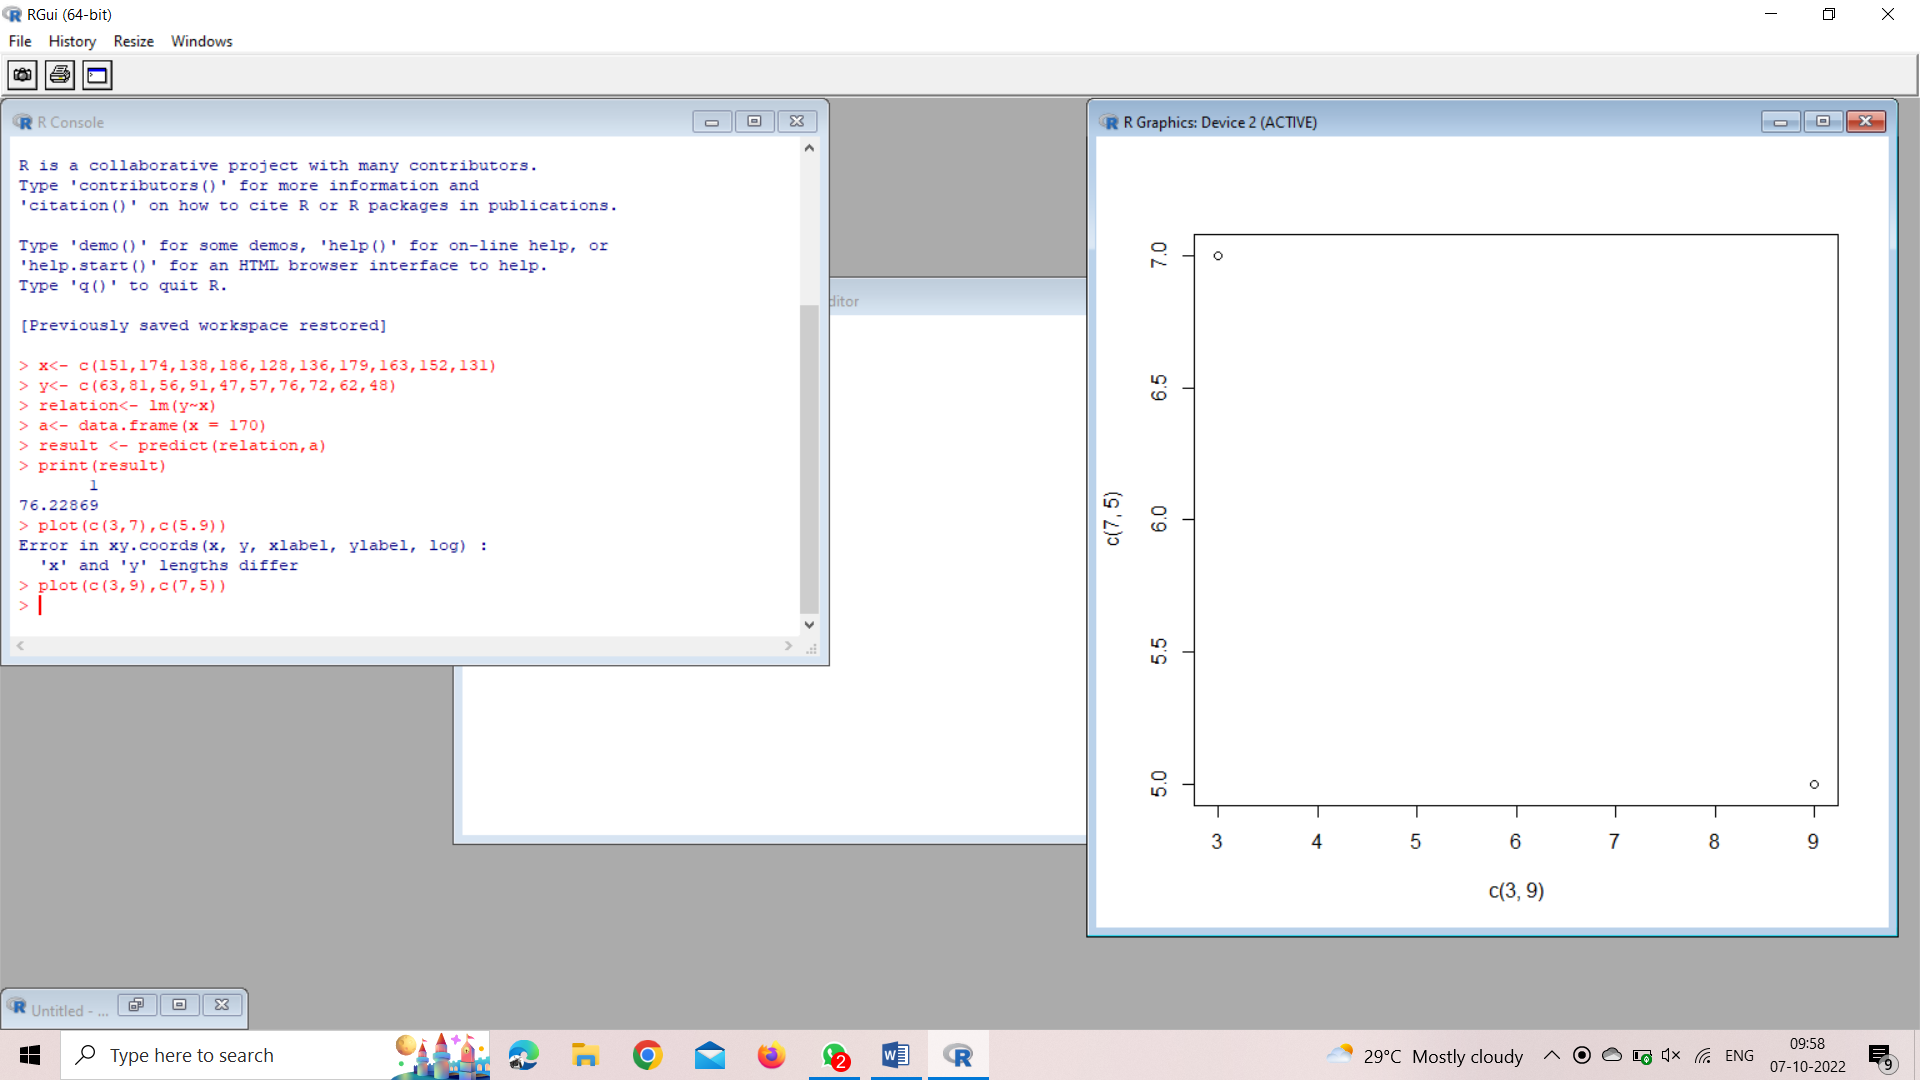 RGui (64-bit)
File History Resize Windows
R Console
R is a collaborative project with many contributors.
Type 'contributors()' for more information and
'citation()' on how to cite R or R packages in publications.
Type 'demo()' for some demos, 'help()' for on-line help, or
'help.start()' for an HTML browser interface to help.
Type 'q()' to quit R.
[Previously saved workspace restored]
> x<- c(151,174,138,186,128,136,179,163,152,131)
> y<- c(63,81,56,91,47,57,76,72,62,48)
> relation<- lm(y~x)
> a<- data.frame(x = 170)
> result <- predict(relation,a)
> print(result)
1
76.22869
> plot(c(3,7),c(5.9))
Error in xy.coords(x, y, xlabel, ylabel, log) :
'x' and 'y' lengths differ
> plot(c(3,9),c(7,5))
>
ditor
R Graphics: Device 2 (ACTIVE)
7.0
6.5
6.0
5.5
5.0
c(7, 5)
3 4 5 6 7 8 9
c(3, 9)
Untitled - ...
Type here to search
2
29°C Mostly cloudy
ENG
09:58
07-10-2022
9